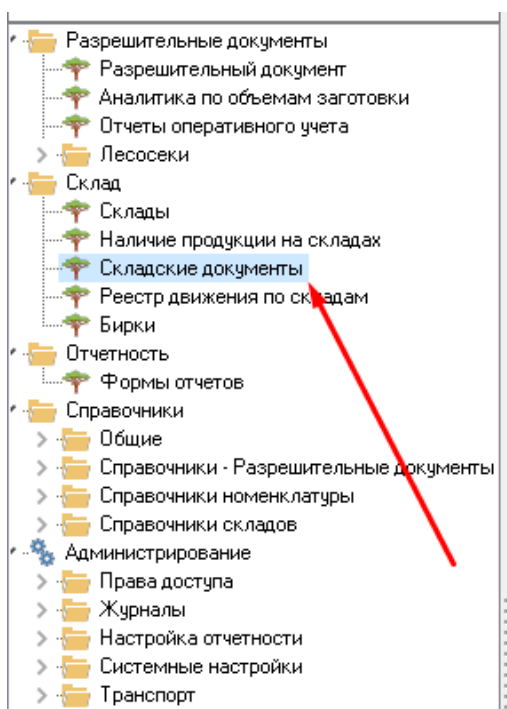 Разрешительные документы
Разрешительный документ
Аналитика по объемам заготовки
Отчеты оперативного учета
Лесосеки
Склад
Склады
Наличие продукции на складах
Складские документы
Реестр движения по складам
Бирки
Отчетность
Формы отчетов
Справочники
Общие
Справочники - Разрешительные документы
Справочники номенклатуры
Справочники складов
Администрирование
Права доступа
Журналы
Настройка отчетности
Системные настройки
Транспорт